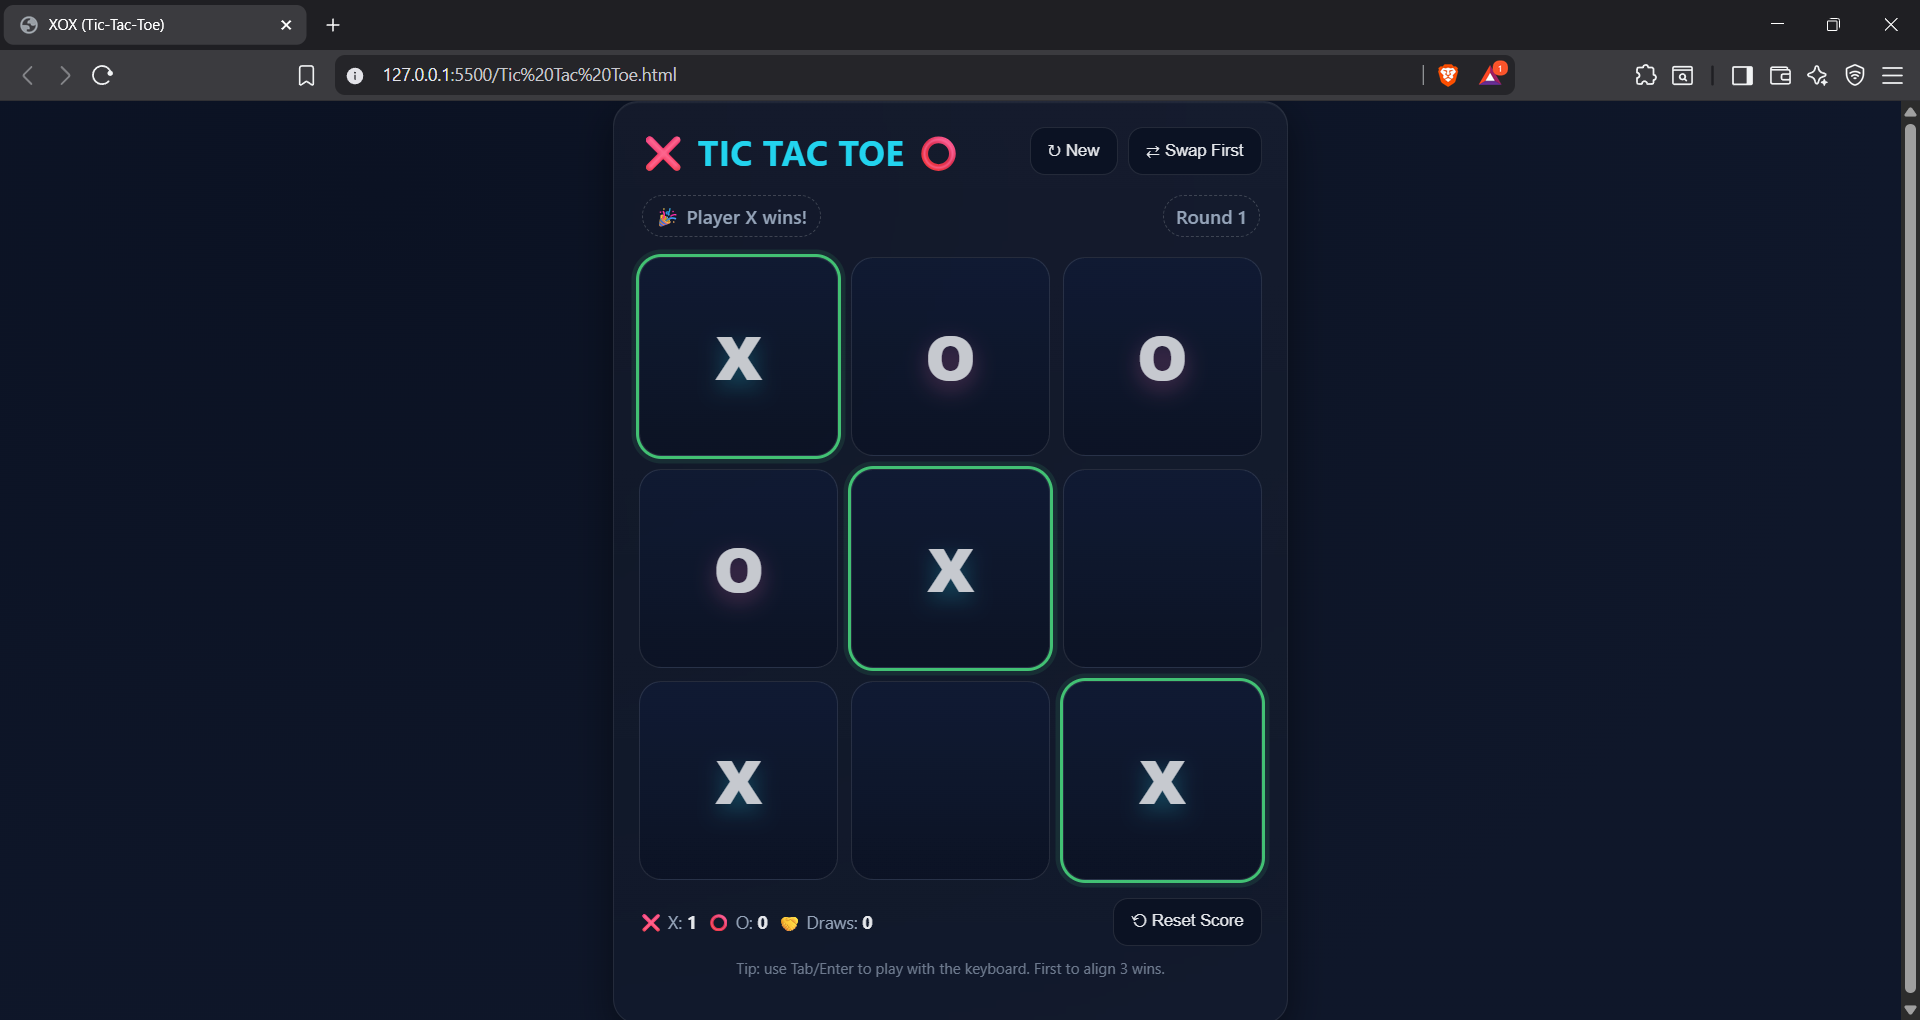 XOX (Tic-Tac-Toe)
127.0.0.1:5500/Tic%20Tac%20Toe.html
1
❌ TIC TAC TOE ⭕
↻ New
⇄ Swap First
🎉 Player X wins!
Round 1
X O O
O X
X X
❌ X: 1 ⭕ O: 0 🤝 Draws: 0
⟲ Reset Score
Tip: use Tab/Enter to play with the keyboard. First to align 3 wins.